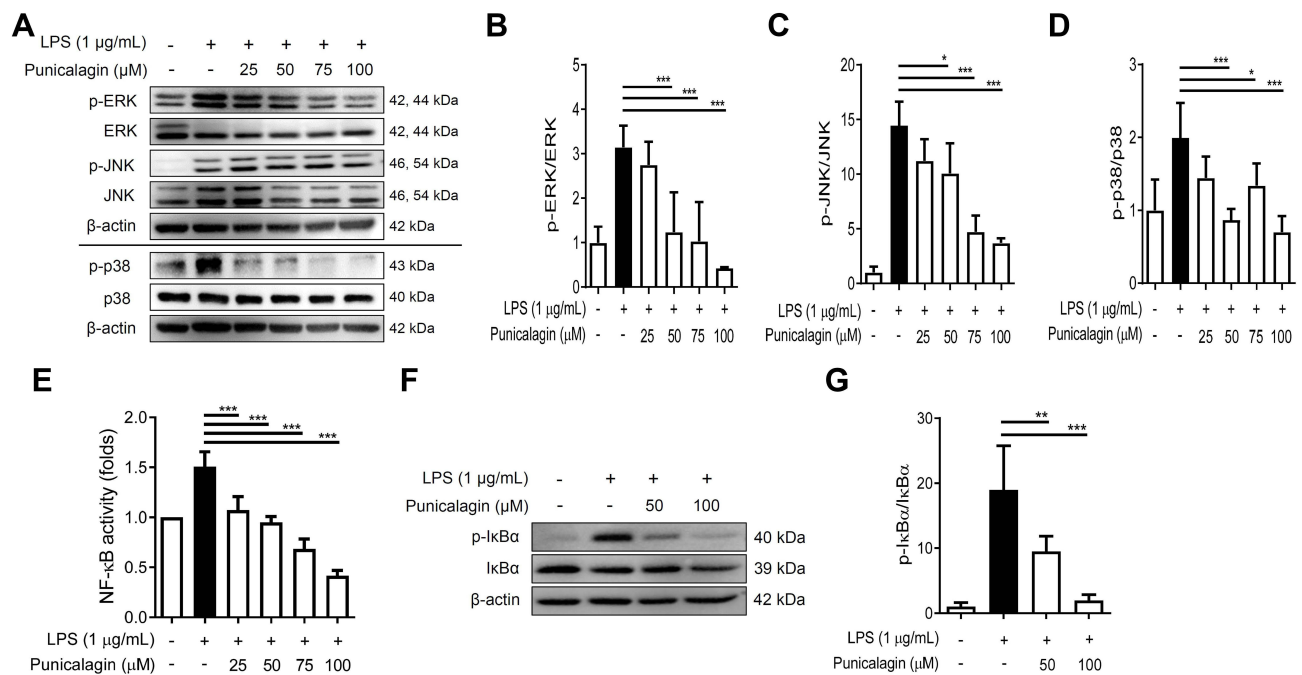 A
LPS (1 µg/mL) - + + + + +
Punicalagin (µM) - - 25 50 75 100
p-ERK 42, 44 kDa
ERK 42, 44 kDa
p-JNK 46, 54 kDa
JNK 46, 54 kDa
β-actin 42 kDa
p-p38 43 kDa
p38 40 kDa
β-actin 42 kDa
B
p-ERK/ERK
5
4
3
2
1
0
***
***
***
LPS (1 µg/mL) - + + + + +
Punicalagin (µM) - - 25 50 75 100
C
p-JNK/JNK
20
15
10
5
0
*
***
***
LPS (1 µg/mL) - + + + + +
Punicalagin (µM) - - 25 50 75 100
D
p-p38/p38
3
2
1
0
***
*
***
LPS (1 µg/mL) - + + + + +
Punicalagin (µM) - - 25 50 75 100
E
NF-κB activity (folds)
2.0
1.5
1.0
0.5
0.0
***
***
***
***
LPS (1 µg/mL) - + + + + +
Punicalagin (µM) - - 25 50 75 100
F
LPS (1 µg/mL) - + + +
Punicalagin (µM) - - 50 100
p-IκBα 40 kDa
IκBα 39 kDa
β-actin 42 kDa
G
p-IκBα/IκBα
30
20
10
0
**
***
LPS (1 µg/mL) - + + +
Punicalagin (µM) - - 50 100